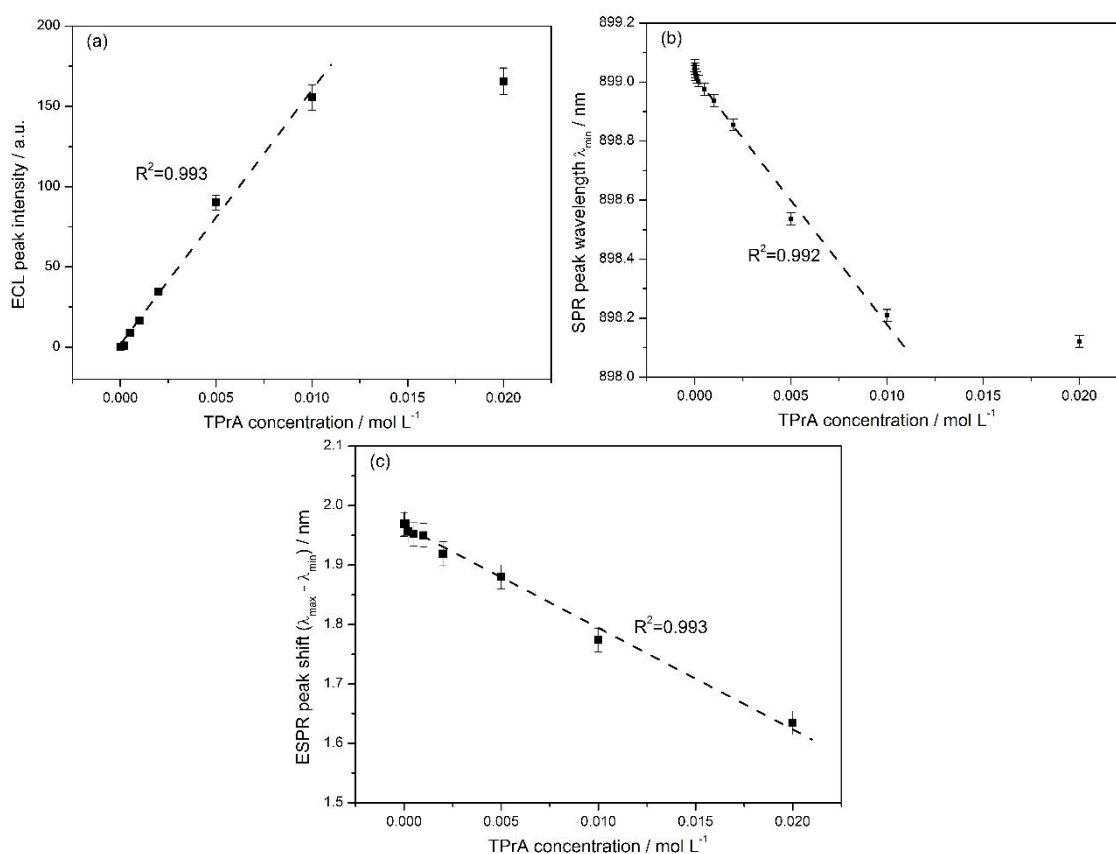 (a)
ECL peak intensity / a.u.
200
150
100
50
0
R²=0.993
0.000 0.005 0.010 0.015 0.020
TPrA concentration / mol L⁻¹
(b)
SPR peak wavelength λmin / nm
899.2
899.0
898.8
898.6
898.4
898.2
898.0
R²=0.992
0.000 0.005 0.010 0.015 0.020
TPrA concentration / mol L⁻¹
(c)
ESPR peak shift (λmax - λmin) / nm
2.1
2.0
1.9
1.8
1.7
1.6
1.5
R²=0.993
0.000 0.005 0.010 0.015 0.020
TPrA concentration / mol L⁻¹